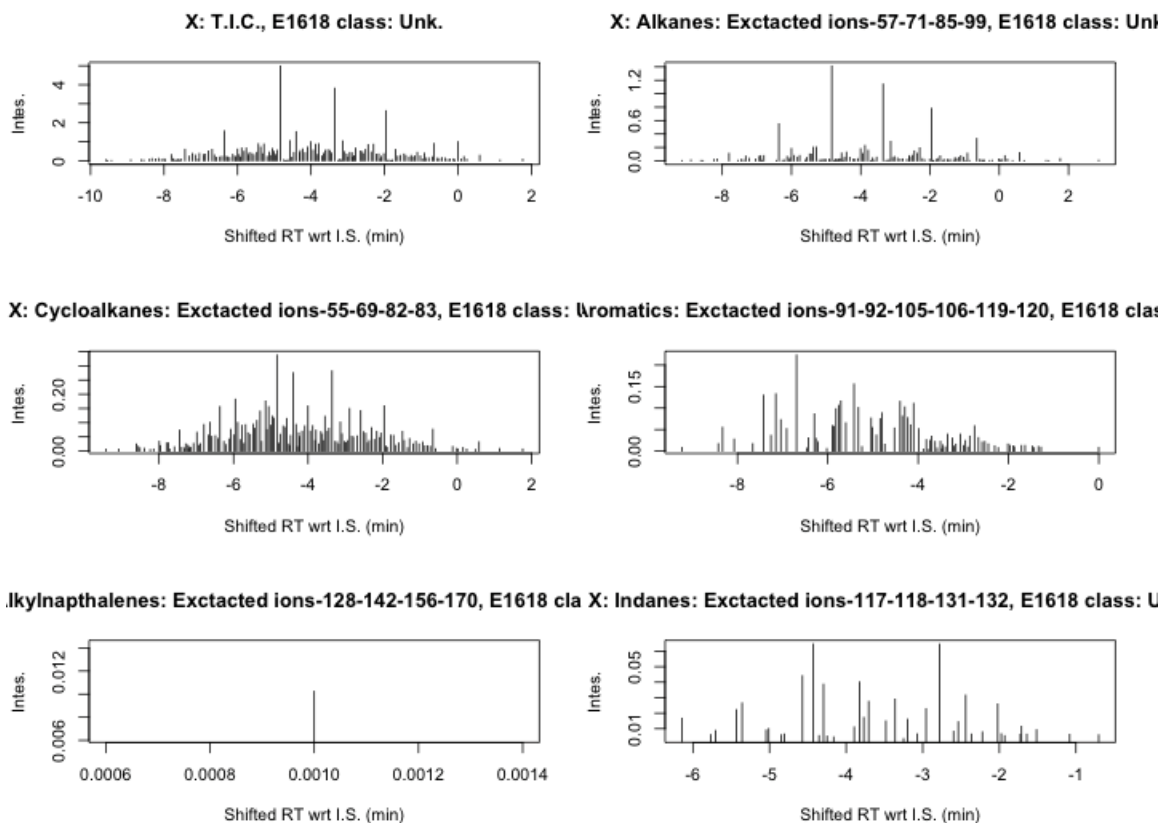 X: T.I.C., E1618 class: Unk.
Intes.
0 2 4
-10 -8 -6 -4 -2 0 2
Shifted RT wrt I.S. (min)
X: Alkanes: Exctacted ions-57-71-85-99, E1618 class: Unk
Intes.
0.0 0.6 1.2
-8 -6 -4 -2 0 2
Shifted RT wrt I.S. (min)
X: Cycloalkanes: Exctacted ions-55-69-82-83, E1618 class: U
Intes.
0.00 0.20
-8 -6 -4 -2 0 2
Shifted RT wrt I.S. (min)
Aromatics: Exctacted ions-91-92-105-106-119-120, E1618 clas
Intes.
0.00 0.15
-8 -6 -4 -2 0
Shifted RT wrt I.S. (min)
lkylnapthalenes: Exctacted ions-128-142-156-170, E1618 cla
Intes.
0.006 0.012
0.0006 0.0008 0.0010 0.0012 0.0014
Shifted RT wrt I.S. (min)
X: Indanes: Exctacted ions-117-118-131-132, E1618 class: U
Intes.
0.01 0.05
-6 -5 -4 -3 -2 -1
Shifted RT wrt I.S. (min)